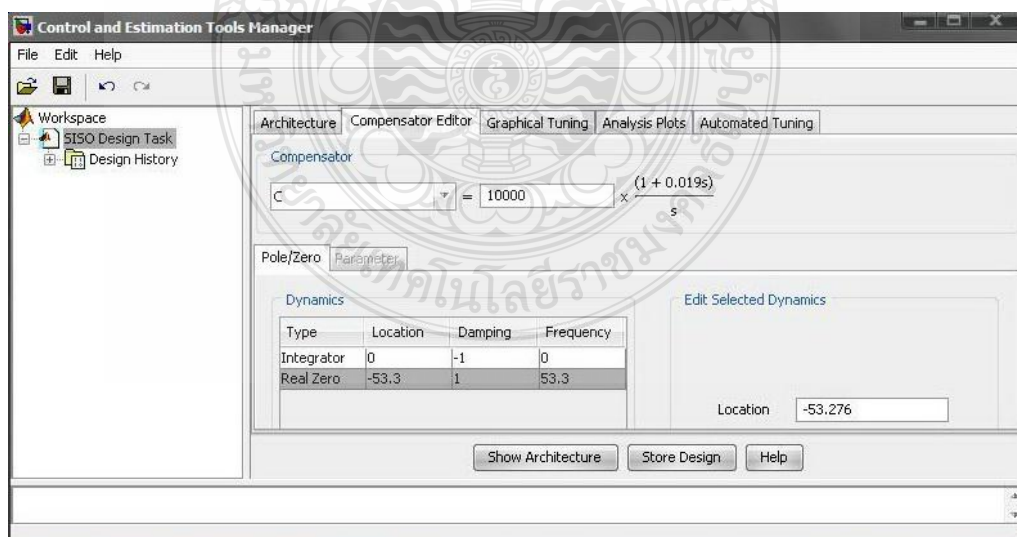 Control and Estimation Tools Manager
File Edit Help
Workspace
SISO Design Task
Design History
Architecture Compensator Editor Graphical Tuning Analysis Plots Automated Tuning
Compensator
C = 10000 x (1 + 0.019s)
s
Pole/Zero Parameter
Dynamics
Type Location Damping Frequency
Integrator 0 -1 0
Real Zero -53.3 1 53.3
Edit Selected Dynamics
Location -53.276
Show Architecture Store Design Help